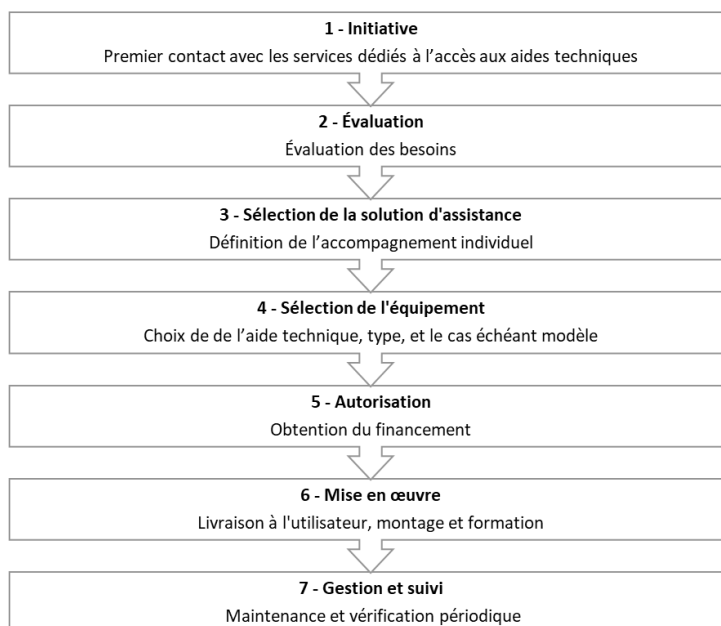 1 - Initiative
Premier contact avec les services dédiés à l’accès aux aides techniques
2 - Évaluation
Évaluation des besoins
3 - Sélection de la solution d'assistance
Définition de l’accompagnement individuel
4 - Sélection de l'équipement
Choix de de l’aide technique, type, et le cas échéant modèle
5 - Autorisation
Obtention du financement
6 - Mise en œuvre
Livraison à l'utilisateur, montage et formation
7 - Gestion et suivi
Maintenance et vérification périodique